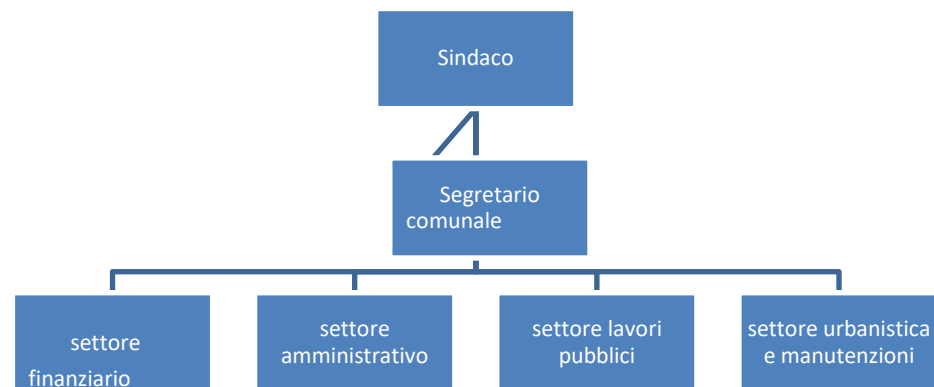 Sindaco
Segretario
comunale
settore
finanziario
settore
amministrativo
settore lavori
pubblici
settore urbanistica
e manutenzioni